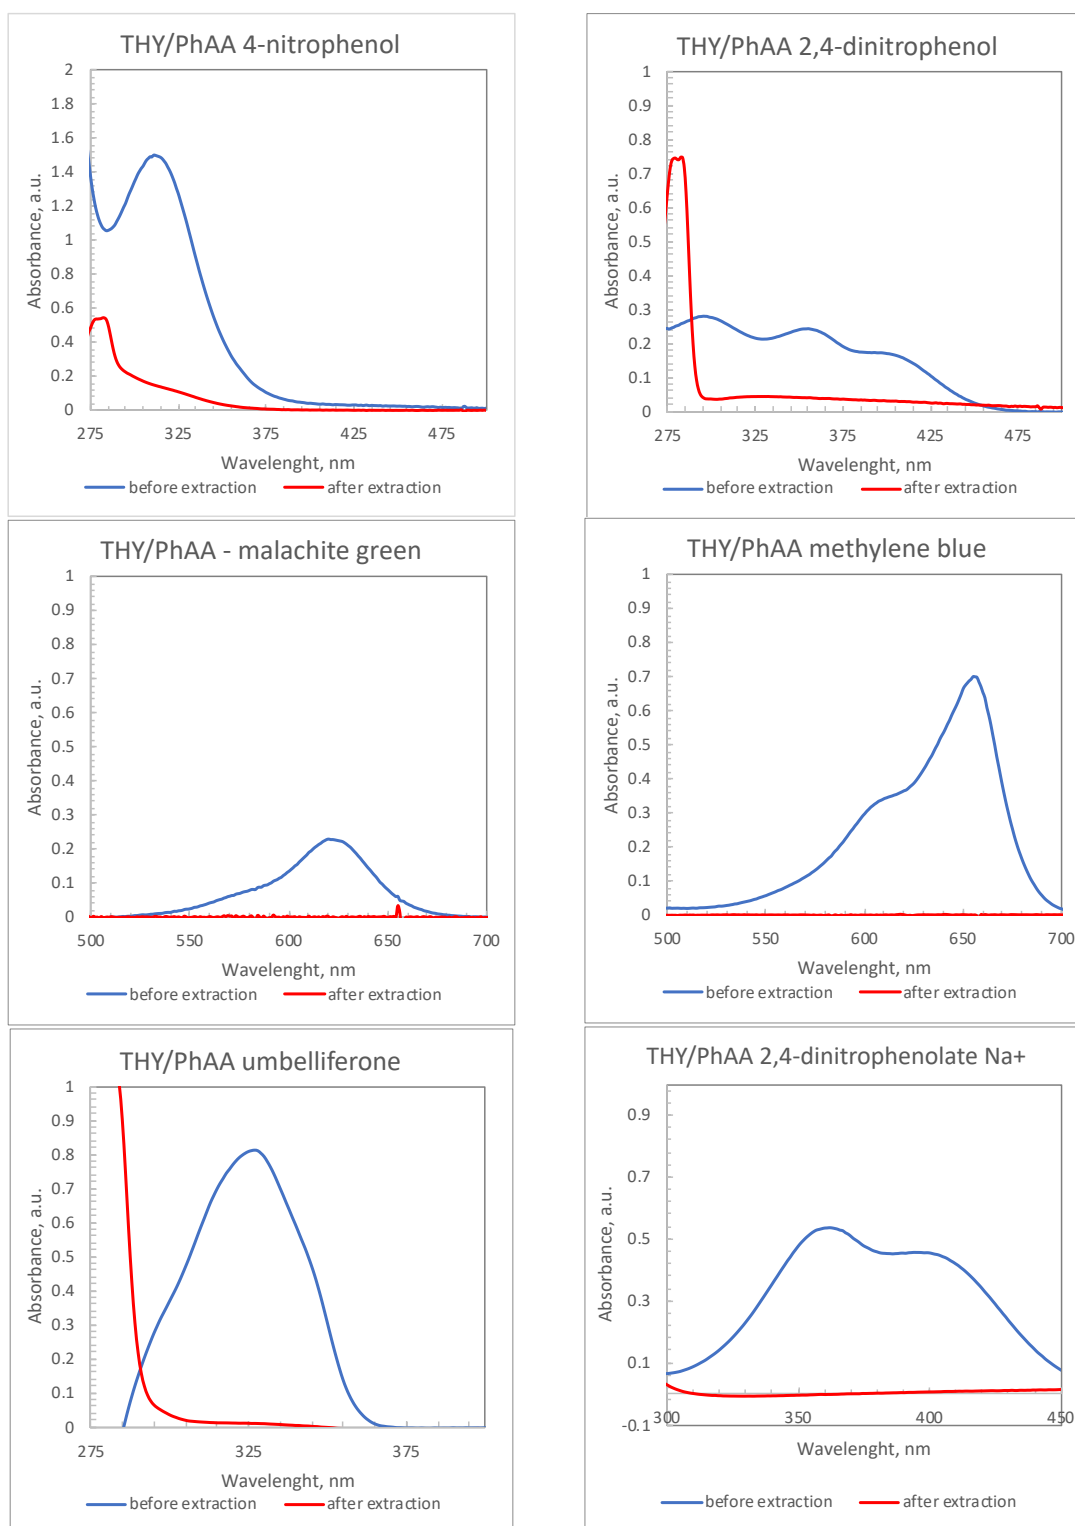 THY/PhAA 4-nitrophenol
2
1.8
1.6
1.4
1.2
1
0.8
0.6
0.4
0.2
0
275 325 375 425 475
Absorbance, a.u.
Wavelenght, nm
before extraction after extraction
THY/PhAA 2,4-dinitrophenol
1
0.9
0.8
0.7
0.6
0.5
0.4
0.3
0.2
0.1
0
275 325 375 425 475
Absorbance, a.u.
Wavelenght, nm
before extraction after extraction
THY/PhAA - malachite green
1
0.9
0.8
0.7
0.6
0.5
0.4
0.3
0.2
0.1
0
500 550 600 650 700
Absorbance, a.u.
Wavelenght, nm
before extraction after extraction
THY/PhAA methylene blue
1
0.9
0.8
0.7
0.6
0.5
0.4
0.3
0.2
0.1
0
500 550 600 650 700
Absorbance, a.u.
Wavelenght, nm
before extraction after extraction
THY/PhAA umbelliferone
1
0.9
0.8
0.7
0.6
0.5
0.4
0.3
0.2
0.1
0
275 325 375
Absorbance, a.u.
Wavelenght, nm
before extraction after extraction
THY/PhAA 2,4-dinitrophenolate Na+
0.9
0.7
0.5
0.3
0.1
-0.1
300 350 400 450
Absorbance, a.u.
Wavelenght, nm
before extraction after extraction